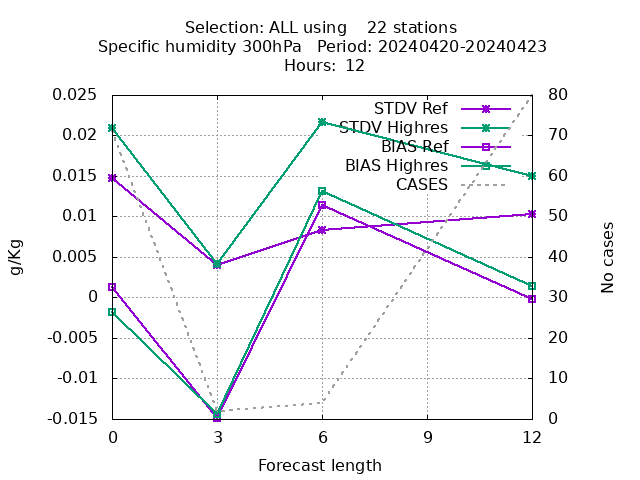 Selection: ALL using    22 stations
Specific humidity 300hPa   Period: 20240420-20240423
Hours: 12
0.025
0.02
0.015
0.01
0.005
0
-0.005
-0.01
-0.015
80
70
60
50
40
30
20
10
0
STDV Ref
STDV Highres
BIAS Ref
BIAS Highres
CASES
g/Kg
No cases
0 3 6 9 12
Forecast length